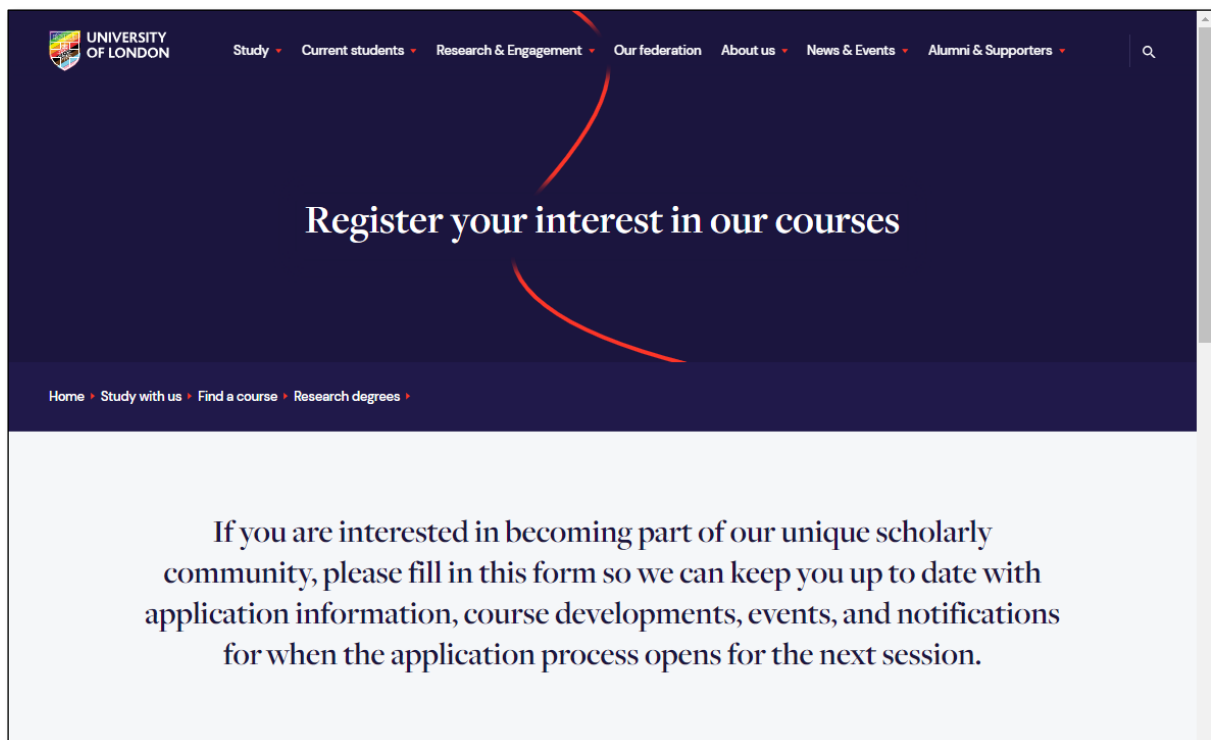 UNIVERSITY
OF LONDON
Study
Current students
Research & Engagement
Our federation
About us
News & Events
Alumni & Supporters
Register your interest in our courses
Home
Study with us
Find a course
Research degrees
If you are interested in becoming part of our unique scholarly
community, please fill in this form so we can keep you up to date with
application information, course developments, events, and notifications
for when the application process opens for the next session.